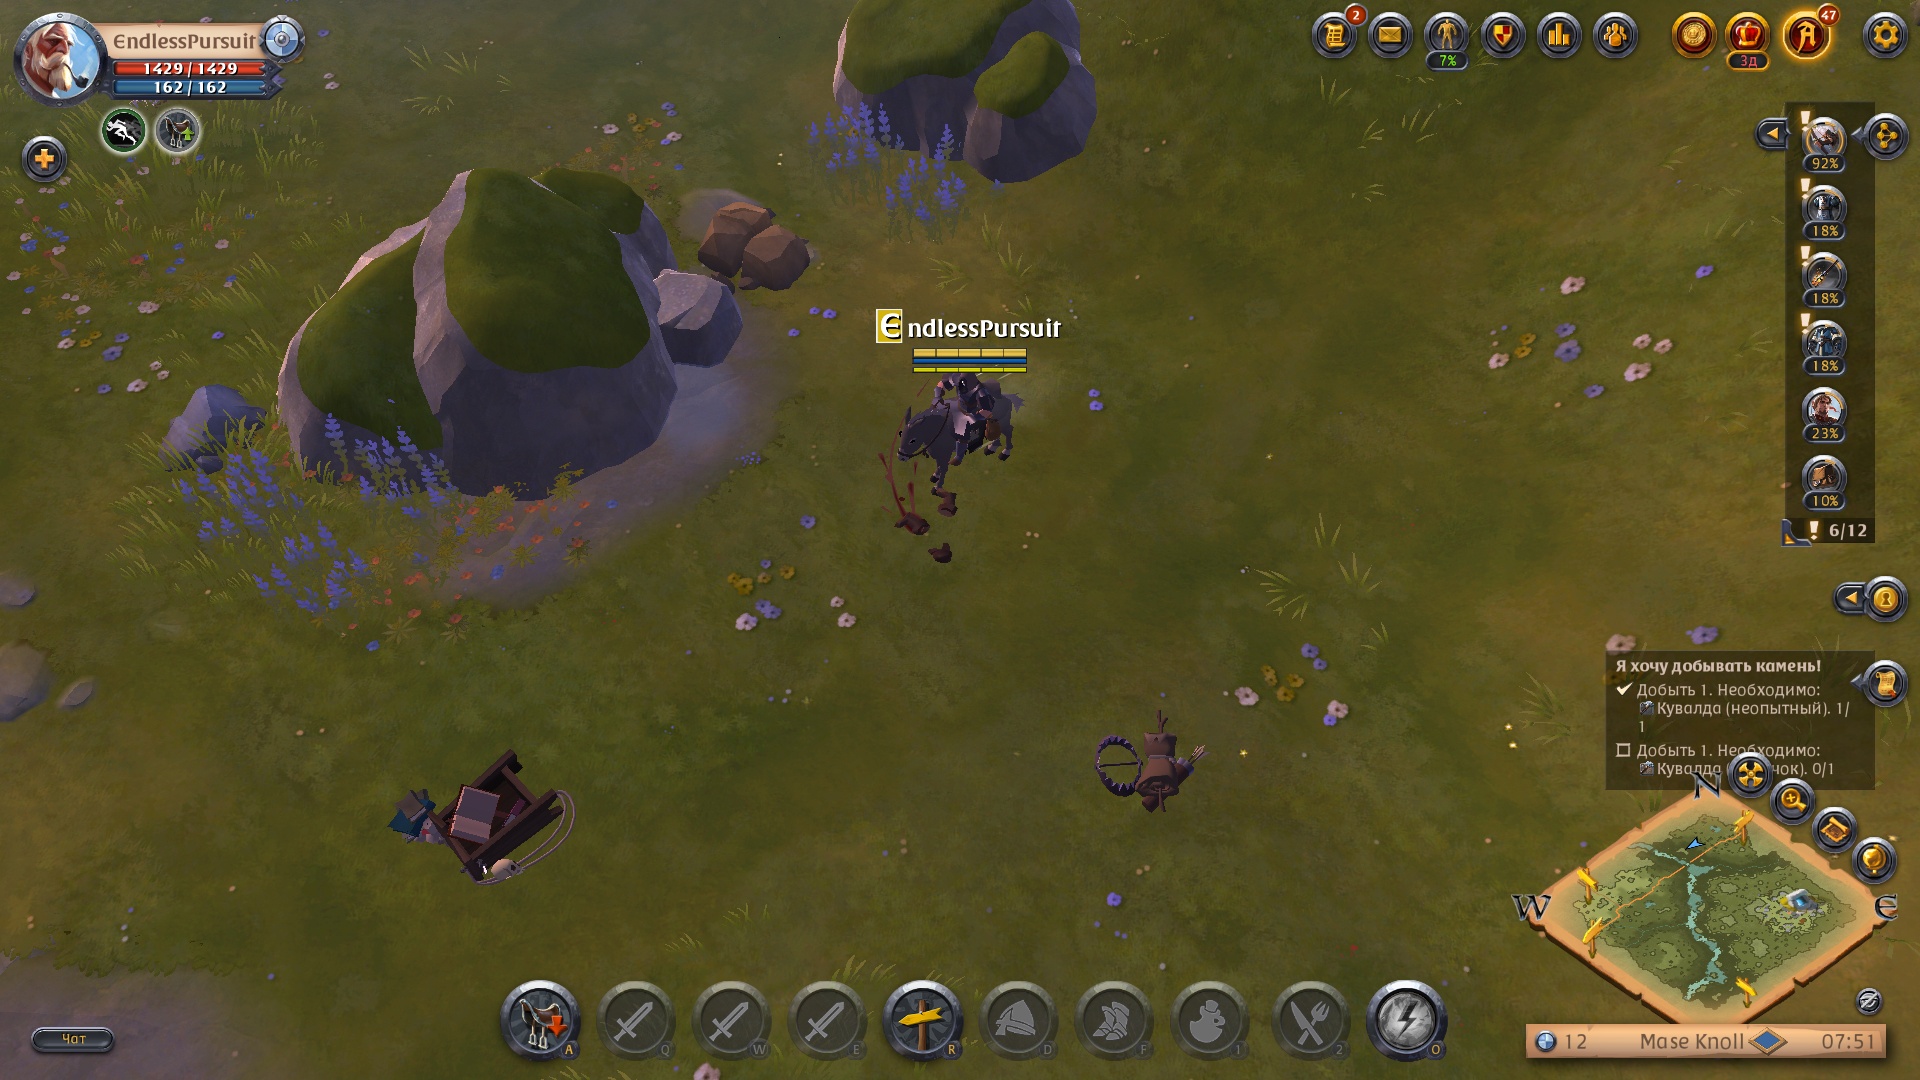 EndlessPursuit
1429 / 1429
162 / 162
2
7%
3д
47
92%
18%
18%
18%
23%
10%
6/12
EndlessPursuit
Я хочу добывать камень!
Добыть 1. Необходимо:
Кувалда (неопытный). 1/
1
Добыть 1. Необходимо:
Кувалда нок). 0/1
N
W
E
A
Q
W
E
R
D
F
1
2
O
Чат
12
Mase Knoll
07:51